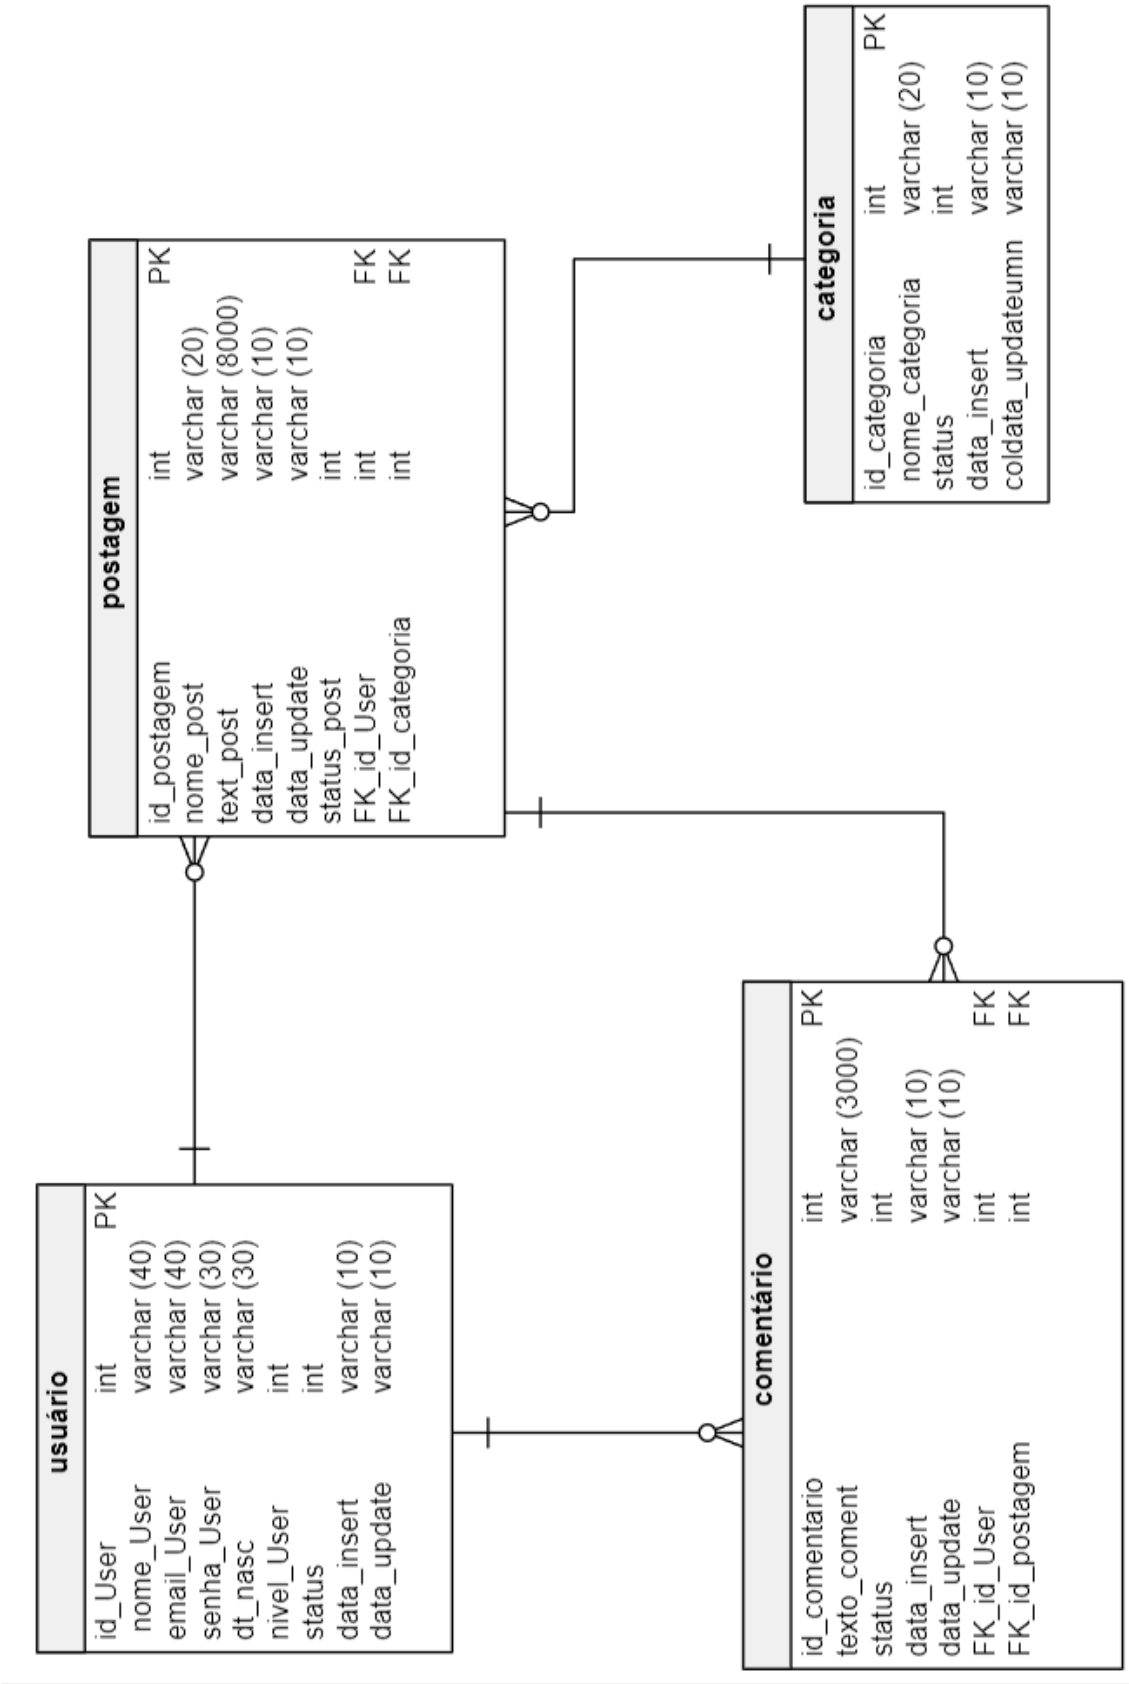 usuário
id_User int PK
nome_User varchar (40)
email_User varchar (40)
senha_User varchar (30)
dt_nasc varchar (30)
nivel_User int
status int
data_insert varchar (10)
data_update varchar (10)
postagem
id_postagem int PK
nome_post varchar (20)
text_post varchar (8000)
data_insert varchar (10)
data_update varchar (10)
status_post int
FK_id_User int FK
FK_id_categoria int FK
comentário
id_comentario int PK
texto_coment varchar (3000)
status int
data_insert varchar (10)
data_update varchar (10)
FK_id_User int FK
FK_id_postagem int FK
categoria
id_categoria int PK
nome_categoria varchar (20)
status int
data_insert varchar (10)
coldata_updateumn varchar (10)